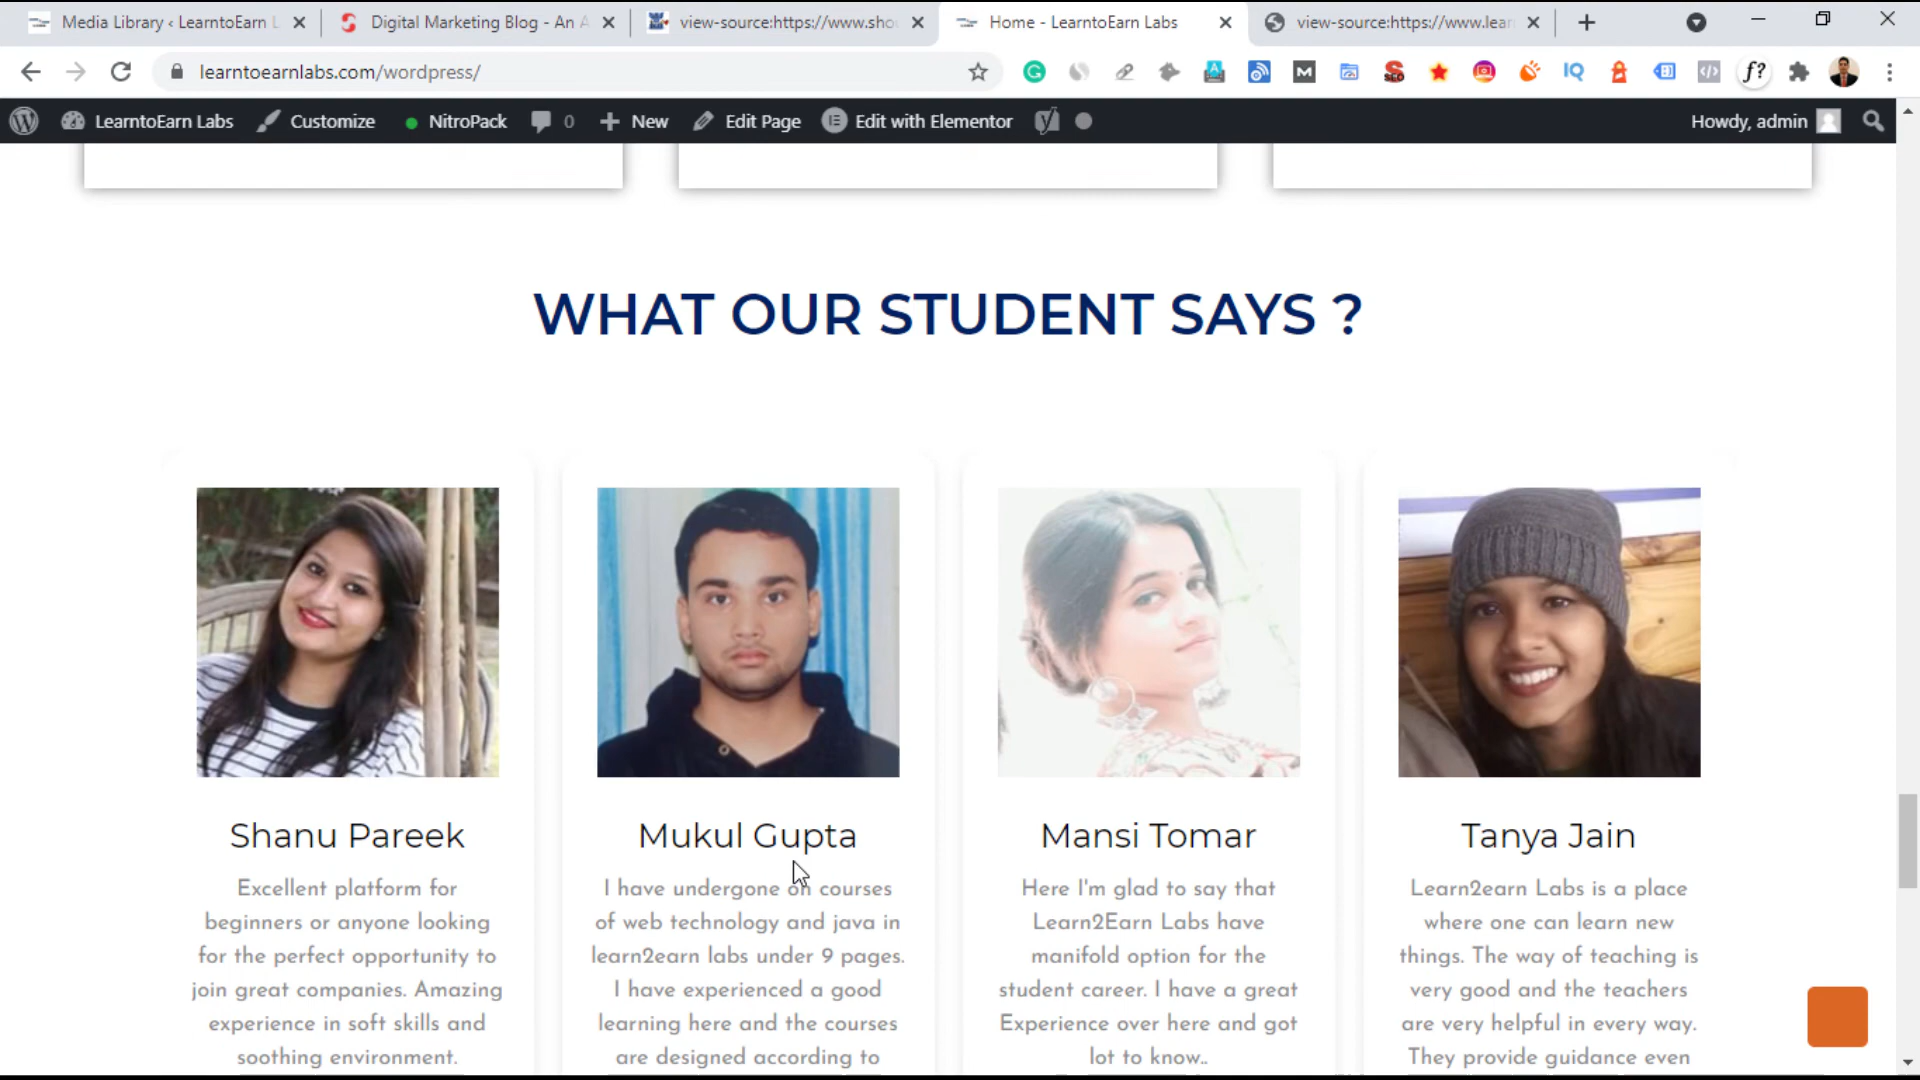 Media Library ‹ LearntoEarn L
Digital Marketing Blog - An A
view-source:https://www.sho
Home - LearntoEarn Labs
view-source:https://www.lear
learntoearnlabs.com/wordpress/
LearntoEarn Labs
Customize
NitroPack
0
New
Edit Page
Edit with Elementor
Howdy, admin
WHAT OUR STUDENT SAYS ?
Shanu Pareek
Excellent platform for
beginners or anyone looking
for the perfect opportunity to
join great companies. Amazing
experience in soft skills and
soothing environment.
Mukul Gupta
I have undergone on courses
of web technology and java in
learn2earn labs under 9 pages.
I have experienced a good
learning here and the courses
are designed according to
Mansi Tomar
Here I'm glad to say that
Learn2Earn Labs have
manifold option for the
student career. I have a great
Experience over here and got
lot to know..
Tanya Jain
Learn2earn Labs is a place
where one can learn new
things. The way of teaching is
very good and the teachers
are very helpful in every way.
They provide guidance even